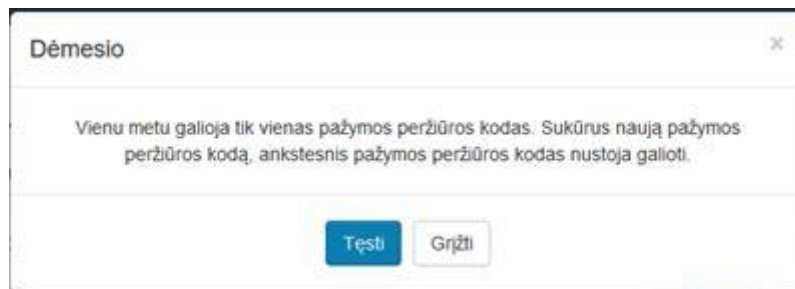 Dėmesio
×
Vienu metu galioja tik vienas pažymos peržiūros kodas. Sukūrus naują pažymos
peržiūros kodą, ankstesnis pažymos peržiūros kodas nustoja galioti.
Tęsti Grįžti